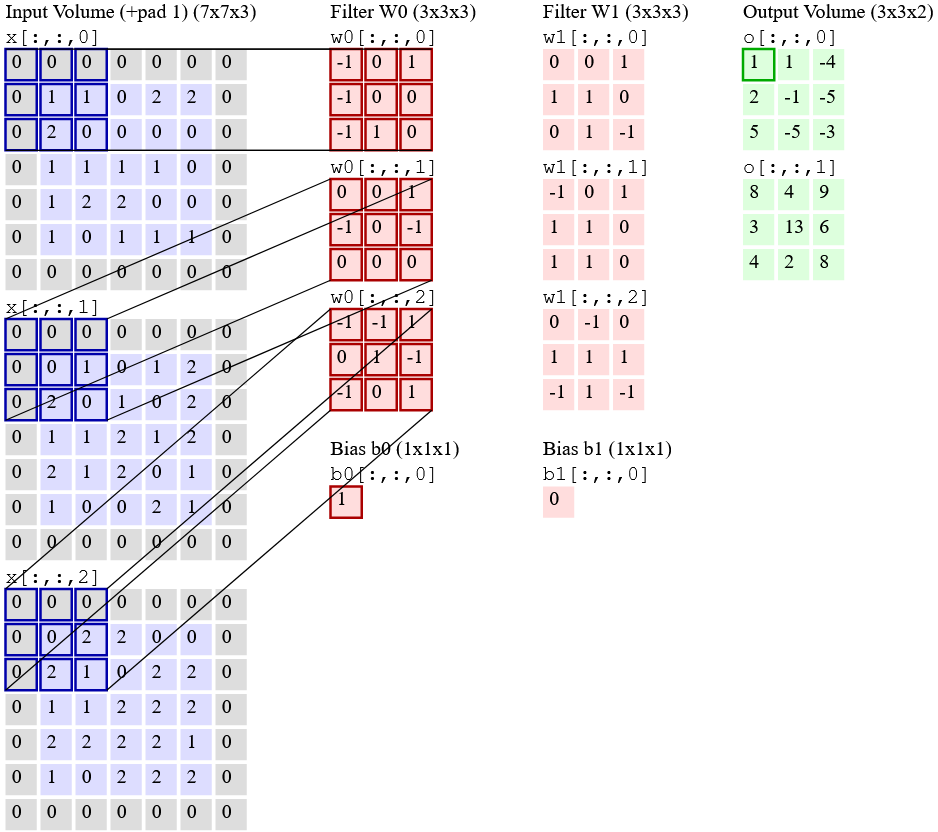 Input Volume (+pad 1) (7x7x3)
x[:,:,0]
0 0 0 0 0 0 0
0 1 1 0 2 2 0
0 2 0 0 0 0 0
0 1 1 1 1 0 0
0 1 2 2 0 0 0
0 1 0 1 1 1 0
0 0 0 0 0 0 0
x[:,:,1]
0 0 0 0 0 0 0
0 0 1 0 1 2 0
0 2 0 1 0 2 0
0 1 1 2 1 2 0
0 2 1 2 0 1 0
0 1 0 0 2 1 0
0 0 0 0 0 0 0
x[:,:,2]
0 0 0 0 0 0 0
0 0 2 2 0 0 0
0 2 1 0 2 2 0
0 1 1 2 2 2 0
0 2 2 2 2 1 0
0 1 0 2 2 2 0
0 0 0 0 0 0 0
Filter W0 (3x3x3)
w0[:,:,0]
-1 0 1
-1 0 0
-1 1 0
w0[:,:,1]
0 0 1
-1 0 -1
0 0 0
w0[:,:,2]
-1 -1 1
0 1 -1
-1 0 1
Bias b0 (1x1x1)
b0[:,:,0]
1
Filter W1 (3x3x3)
w1[:,:,0]
0 0 1
1 1 0
0 1 -1
w1[:,:,1]
-1 0 1
1 1 0
1 1 0
w1[:,:,2]
0 -1 0
1 1 1
-1 1 -1
Bias b1 (1x1x1)
b1[:,:,0]
0
Output Volume (3x3x2)
o[:,:,0]
1 1 -4
2 -1 -5
5 -5 -3
o[:,:,1]
8 4 9
3 13 6
4 2 8